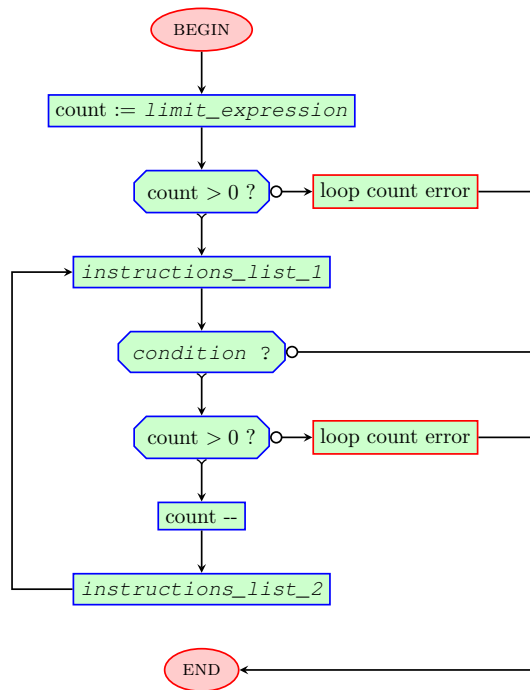 BEGIN
count := limit_expression
count > 0 ?
loop count error
instructions_list_1
condition ?
count > 0 ?
loop count error
count --
instructions_list_2
END